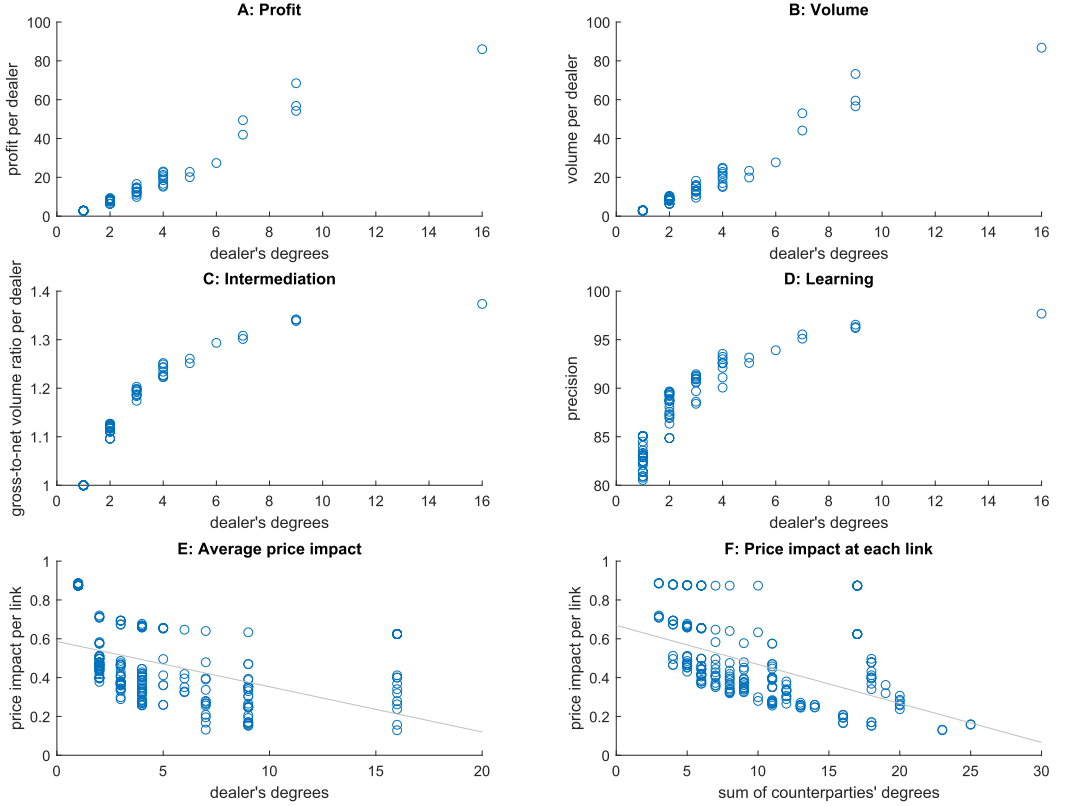 A: Profit
profit per dealer
100
80
60
40
20
0
0 2 4 6 8 10 12 14 16
dealer's degrees
B: Volume
volume per dealer
100
80
60
40
20
0
0 2 4 6 8 10 12 14 16
dealer's degrees
C: Intermediation
gross-to-net volume ratio per dealer
1.4
1.3
1.2
1.1
1
0 2 4 6 8 10 12 14 16
dealer's degrees
D: Learning
precision
100
95
90
85
80
0 2 4 6 8 10 12 14 16
dealer's degrees
E: Average price impact
price impact per link
1
0.8
0.6
0.4
0.2
0
0 5 10 15 20
dealer's degrees
F: Price impact at each link
price impact per link
1
0.8
0.6
0.4
0.2
0
0 5 10 15 20 25 30
sum of counterparties' degrees